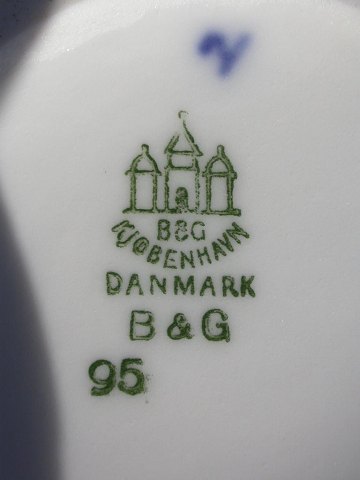 B&G
KJØBENHAVN
DANMARK
B & G
95